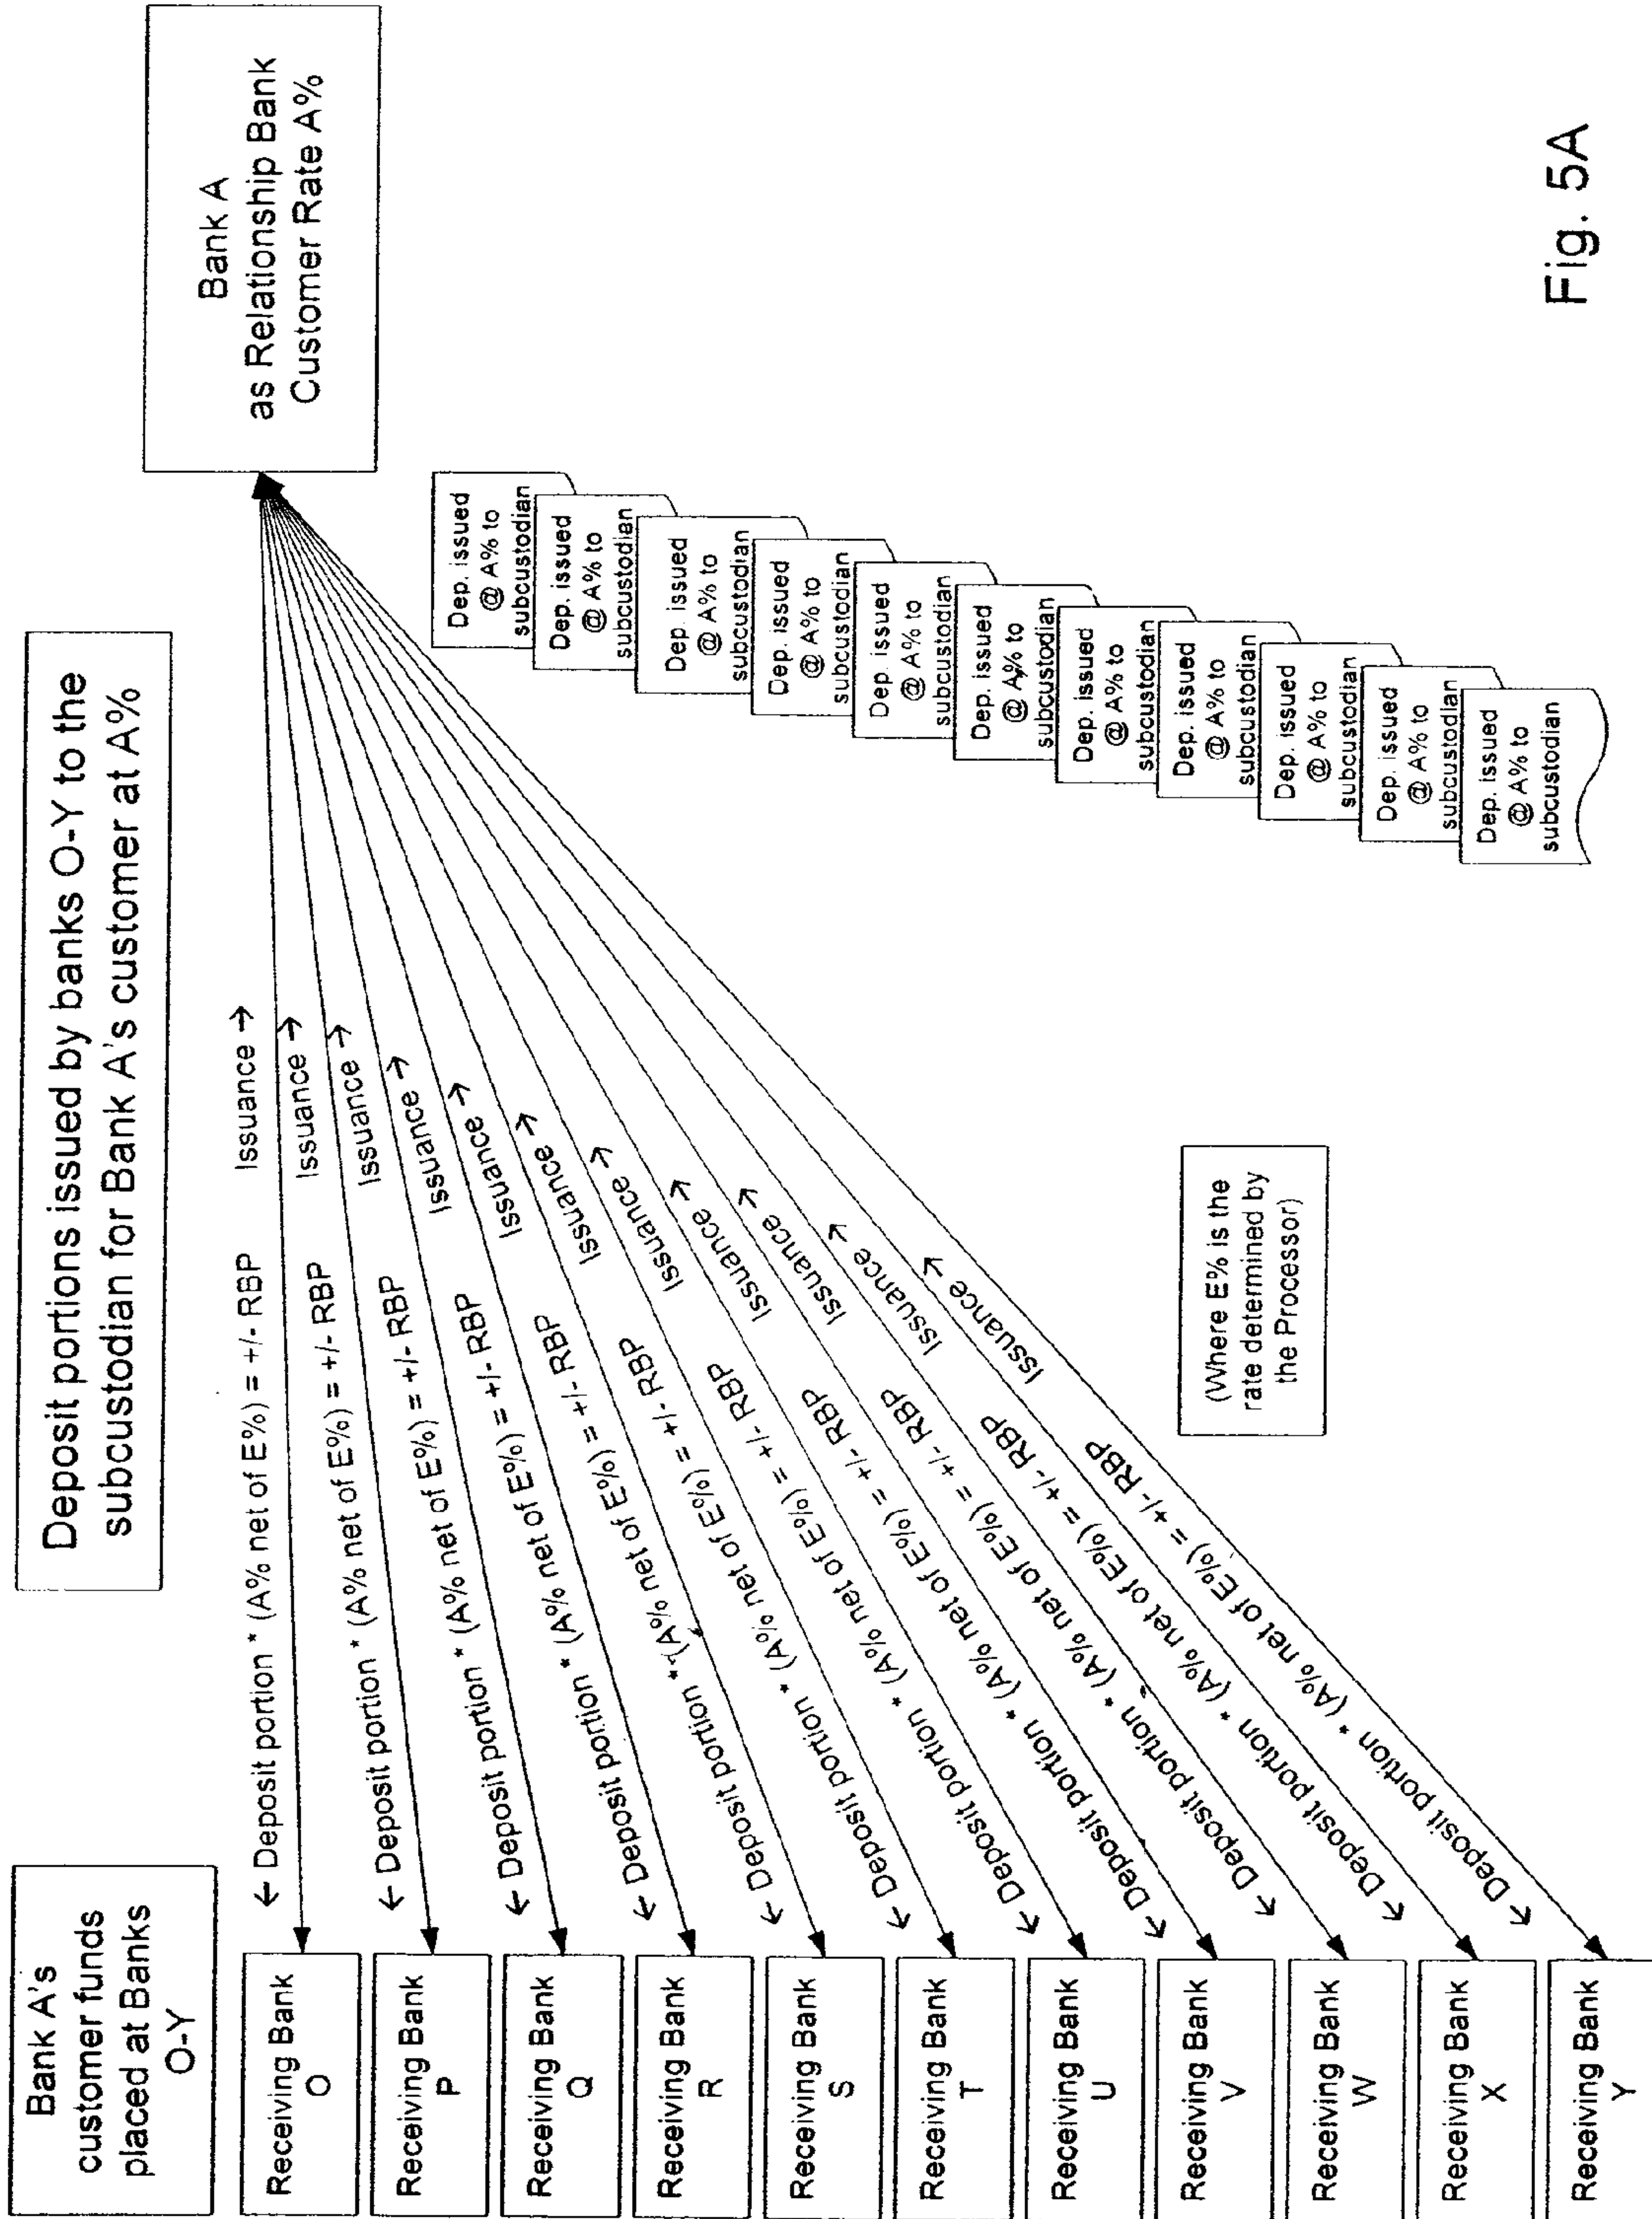 Bank A's
customer funds
placed at Banks
O-Y
Deposit portions issued by banks O-Y to the
subcustodian for Bank A's customer at A%
Bank A
as Relationship Bank
Customer Rate A%
Receiving Bank
O
Receiving Bank
P
Receiving Bank
Q
Receiving Bank
R
Receiving Bank
S
Receiving Bank
T
Receiving Bank
U
Receiving Bank
V
Receiving Bank
W
Receiving Bank
X
Receiving Bank
Y
← Deposit portion * (A% net of E%) = +/- RBP Issuance →
← Deposit portion * (A% net of E%) = +/- RBP Issuance →
← Deposit portion * (A% net of E%) = +/- RBP Issuance →
← Deposit portion * (A% net of E%) = +/- RBP Issuance →
← Deposit portion * (A% net of E%) = +/- RBP Issuance →
← Deposit portion * (A% net of E%) = +/- RBP Issuance →
← Deposit portion * (A% net of E%) = +/- RBP Issuance →
← Deposit portion * (A% net of E%) = +/- RBP Issuance →
← Deposit portion * (A% net of E%) = +/- RBP Issuance →
← Deposit portion * (A% net of E%) = +/- RBP Issuance →
← Deposit portion * (A% net of E%) = +/- RBP Issuance →
Dep. issued
@ A% to
subcustodian
Dep. issued
@ A% to
subcustodian
Dep. issued
@ A% to
subcustodian
Dep. issued
@ A% to
subcustodian
Dep. issued
@ A% to
subcustodian
Dep. issued
@ A% to
subcustodian
Dep. issued
@ A% to
subcustodian
Dep. issued
@ A% to
subcustodian
Dep. issued
@ A% to
subcustodian
Dep. issued
@ A% to
subcustodian
Dep. issued
@ A% to
subcustodian
(Where E% is the
rate determined by
the Processor)
Fig. 5A